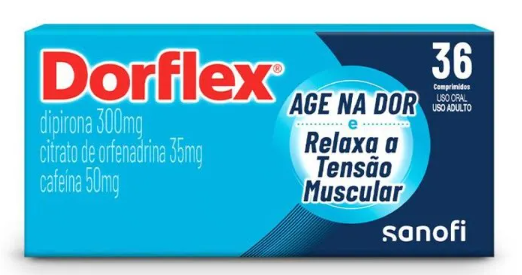 Dorflex®
dipirona 300mg
citrato de orfenadrina 35mg
cafeína 50mg
AGE NA DOR
e
Relaxa a
Tensão
Muscular
36
Comprimidos
USO ORAL
USO ADULTO
sanofi